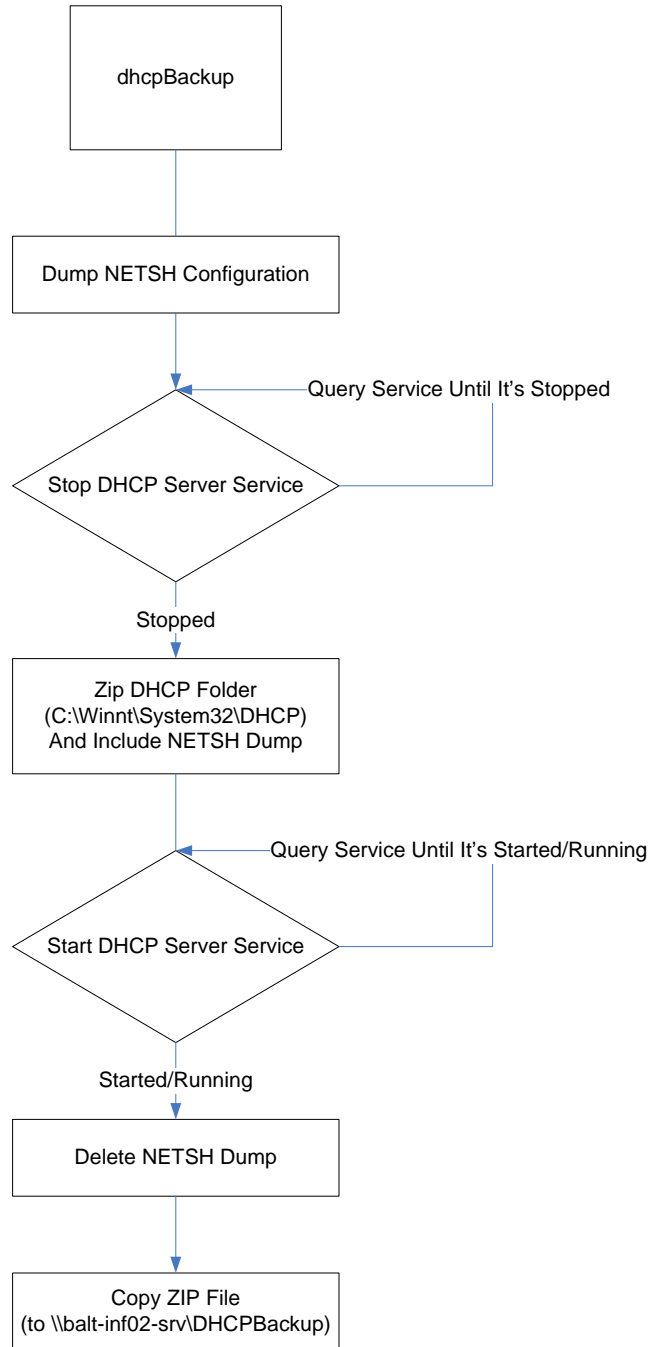 dhcpBackup
Dump NETSH Configuration
Query Service Until It's Stopped
Stop DHCP Server Service
Stopped
Zip DHCP Folder
(C:\Winnt\System32\DHCP)
And Include NETSH Dump
Query Service Until It's Started/Running
Start DHCP Server Service
Started/Running
Delete NETSH Dump
Copy ZIP File
(to \\balt-inf02-srv\DHCPBackup)